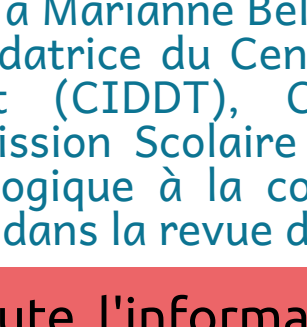 a Marianne Bel
datrice du Cen
t (CIDDT), C
ission Scolaire
ogique à la co
dans la revue d
ute l'informa